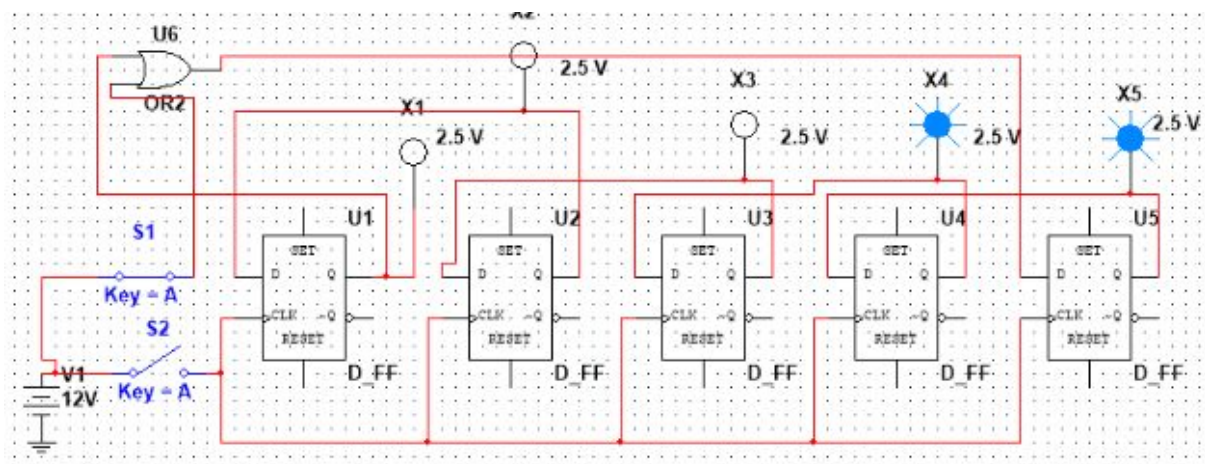 X2
U6
2.5 V
OR2
X1
2.5 V
X3
2.5 V
X4
2.5 V
X5
2.5 V
S1
Key = A
S2
Key = A
V1
12V
U1
SET
D Q
CLK ~Q
RESET
D_FF
U2
SET
D Q
CLK ~Q
RESET
D_FF
U3
SET
D Q
CLK ~Q
RESET
D_FF
U4
SET
D Q
CLK ~Q
RESET
D_FF
U5
SET
D Q
CLK ~Q
RESET
D_FF